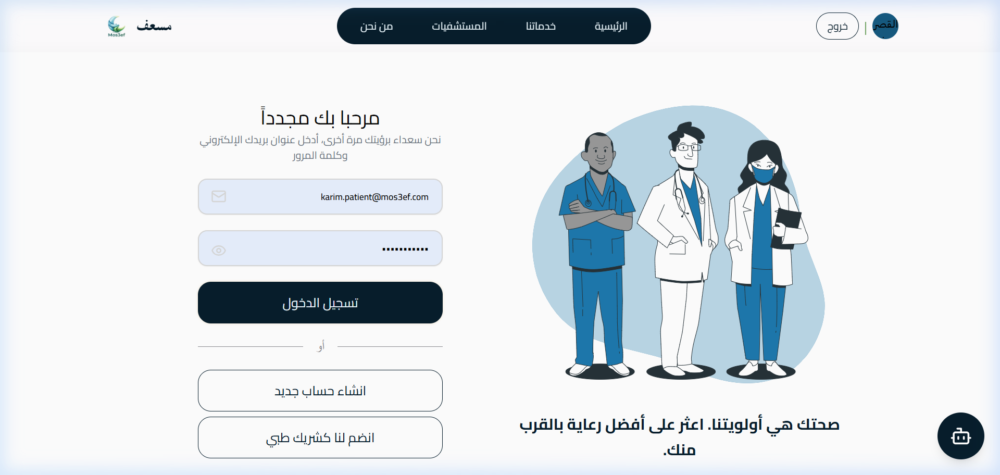 القصر
خروج
الرئيسية
خدماتنا
المستشفيات
من نحن
مسعف
Mos3ef
مرحبا بك مجدداً
نحن سعداء برؤيتك مرة أخرى، أدخل عنوان بريدك الإلكتروني
وكلمة المرور
karim.patient@mos3ef.com
تسجيل الدخول
أو
انشاء حساب جديد
انضم لنا كشريك طبي
صحتك هي أولويتنا. اعثر على أفضل رعاية بالقرب
منك.